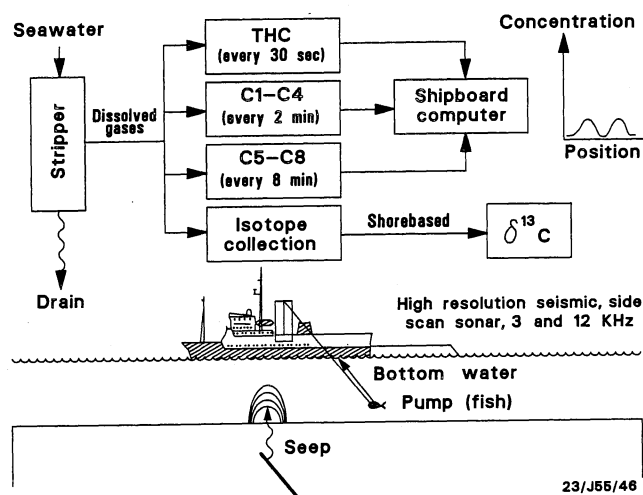 Seawater
Stripper
Drain
Dissolved
gases
THC
(every 30 sec)
C1–C4
(every 2 min)
C5–C8
(every 8 min)
Isotope
collection
Shipboard
computer
Shorebased
δ¹³C
Concentration
Position
High resolution seismic, side
scan sonar, 3 and 12 KHz
Bottom water
Pump (fish)
Seep
23/J55/46